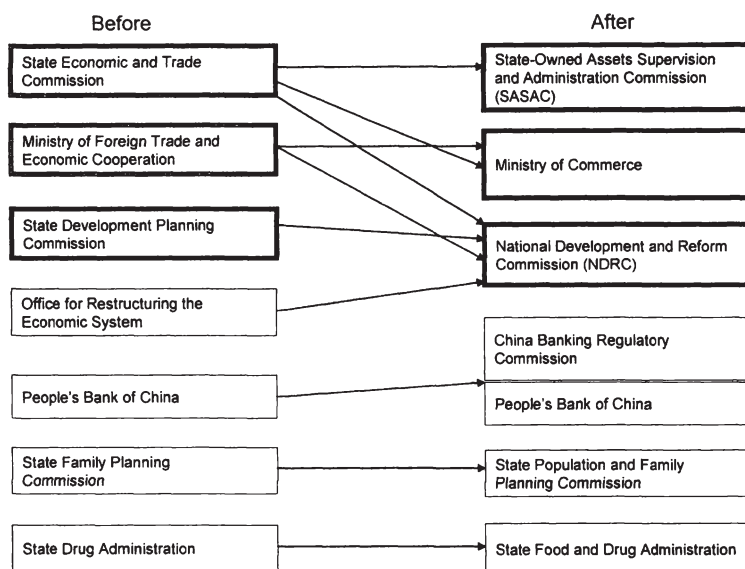 Before
After
State Economic and Trade
Commission
State-Owned Assets Supervision
and Administration Commission
(SASAC)
Ministry of Foreign Trade and
Economic Cooperation
Ministry of Commerce
State Development Planning
Commission
National Development and Reform
Commission (NDRC)
Office for Restructuring the
Economic System
China Banking Regulatory
Commission
People's Bank of China
People's Bank of China
State Family Planning
Commission
State Population and Family
Planning Commission
State Drug Administration
State Food and Drug Administration